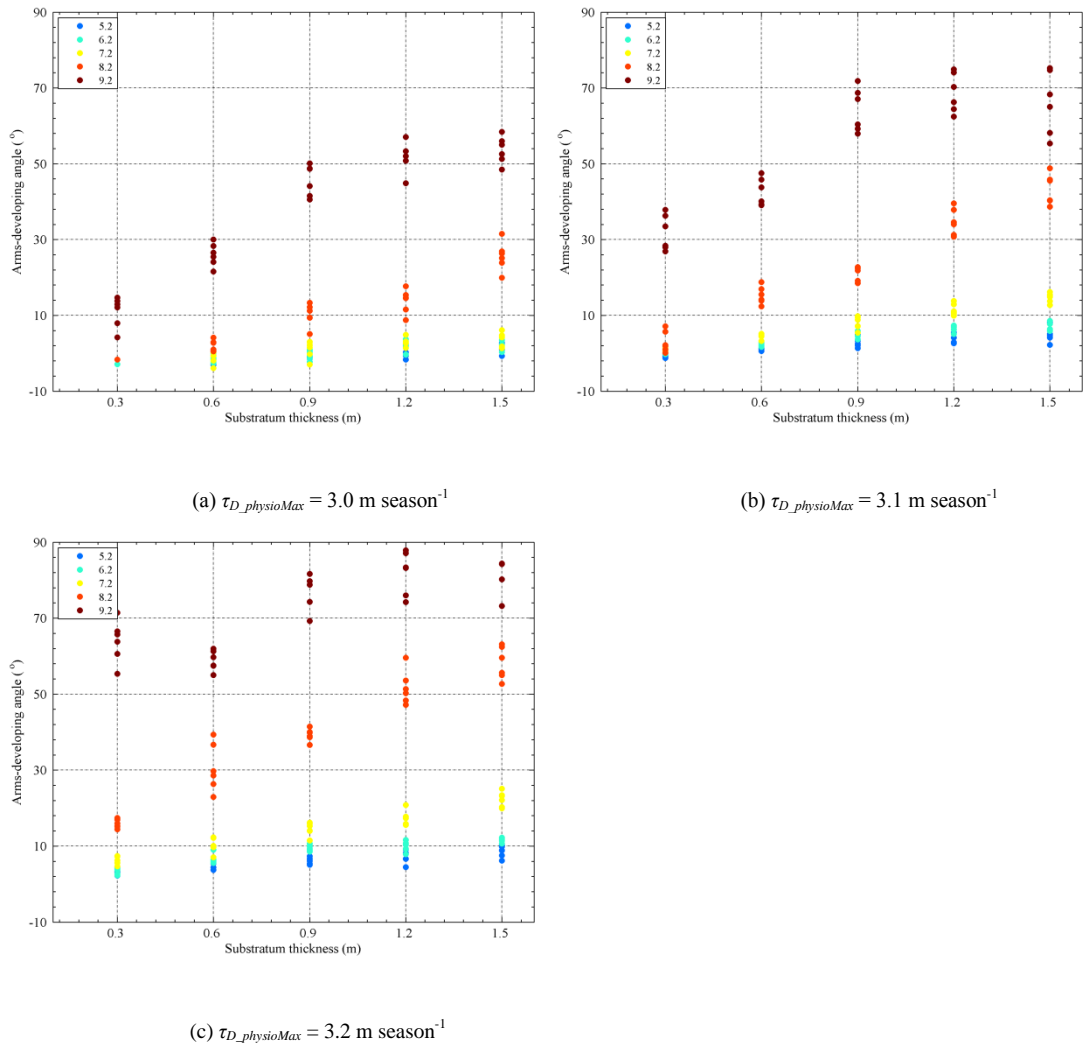 90
70
50
30
10
-10
Arms-developing angle (°)
5.2
6.2
7.2
8.2
9.2
0.3 0.6 0.9 1.2 1.5
Substratum thickness (m)
90
70
50
30
10
-10
Arms-developing angle (°)
5.2
6.2
7.2
8.2
9.2
0.3 0.6 0.9 1.2 1.5
Substratum thickness (m)
(a) τD_physioMax = 3.0 m season-1
(b) τD_physioMax = 3.1 m season-1
90
70
50
30
10
-10
Arms-developing angle (°)
5.2
6.2
7.2
8.2
9.2
0.3 0.6 0.9 1.2 1.5
Substratum thickness (m)
(c) τD_physioMax = 3.2 m season-1